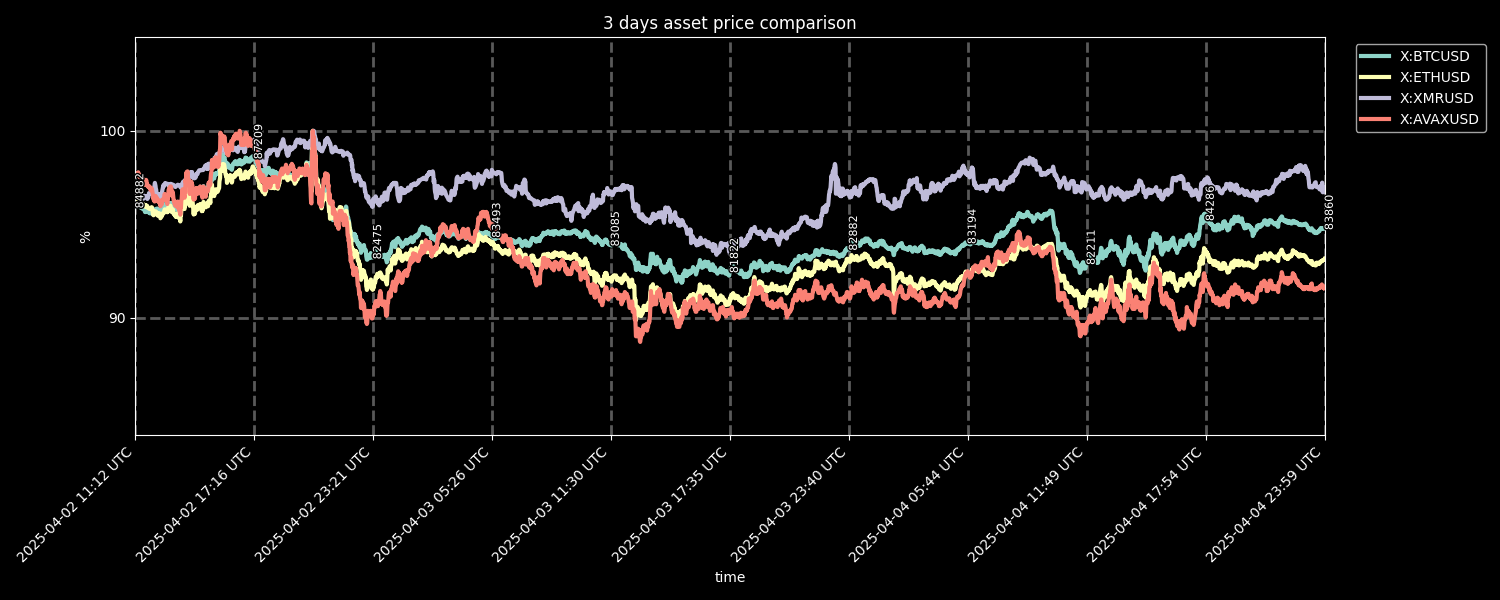 3 days asset price comparison
X:BTCUSD
X:ETHUSD
X:XMRUSD
X:AVAXUSD
100
90
%
84882
87209
82475
83493
83085
81822
82882
83194
82211
84286
83860
2025-04-02 11:12 UTC
2025-04-02 17:16 UTC
2025-04-02 23:21 UTC
2025-04-03 05:26 UTC
2025-04-03 11:30 UTC
2025-04-03 17:35 UTC
2025-04-03 23:40 UTC
2025-04-04 05:44 UTC
2025-04-04 11:49 UTC
2025-04-04 17:54 UTC
2025-04-04 23:59 UTC
time